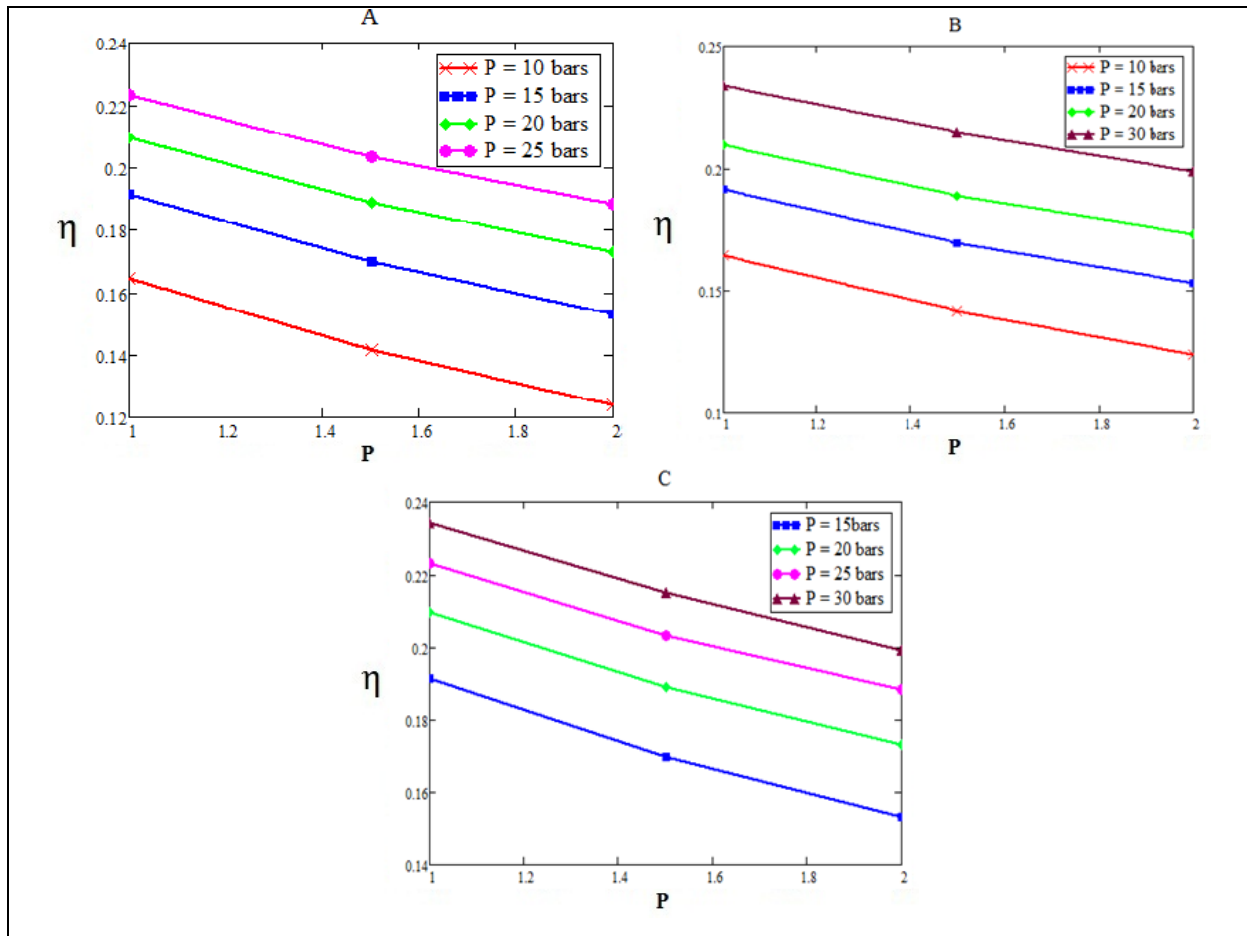 A
0.24
0.22
0.2
0.18
0.16
0.14
0.12
η
1 1.2 1.4 1.6 1.8 2
P
P = 10 bars
P = 15 bars
P = 20 bars
P = 25 bars
B
0.25
0.2
0.15
0.1
η
1 1.2 1.4 1.6 1.8 2
P
P = 10 bars
P = 15 bars
P = 20 bars
P = 30 bars
C
0.24
0.22
0.2
0.18
0.16
0.14
η
1 1.2 1.4 1.6 1.8 2
P
P = 15bars
P = 20 bars
P = 25 bars
P = 30 bars